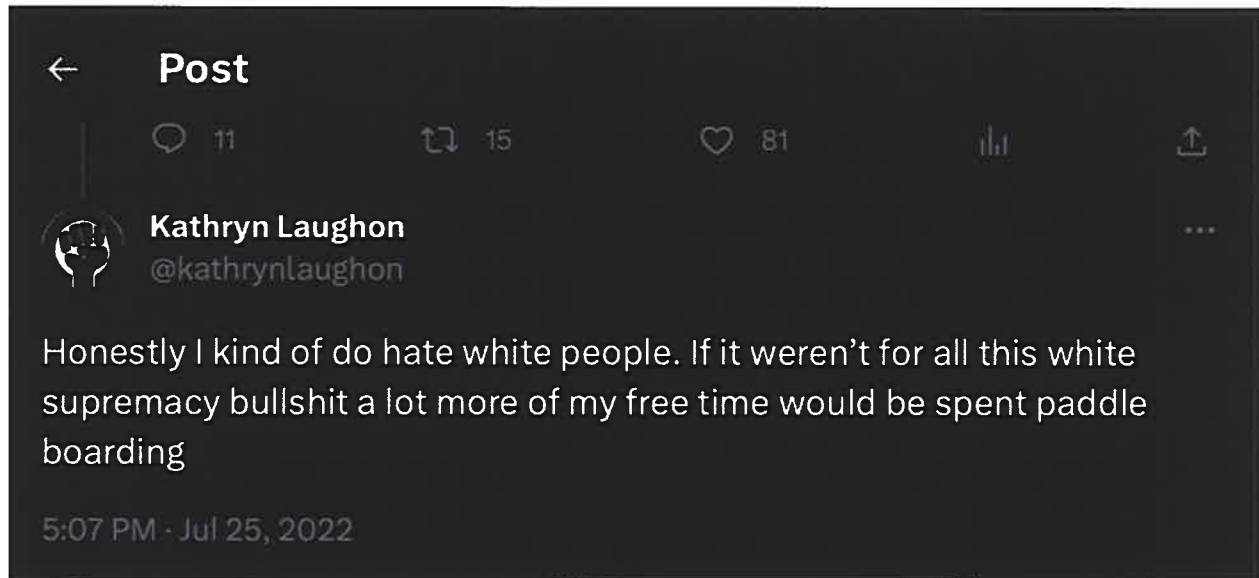 Post
11 15 81
Kathryn Laughon
@kathrynlaughon
Honestly I kind of do hate white people. If it weren't for all this white
supremacy bullshit a lot more of my free time would be spent paddle
boarding
5:07 PM · Jul 25, 2022